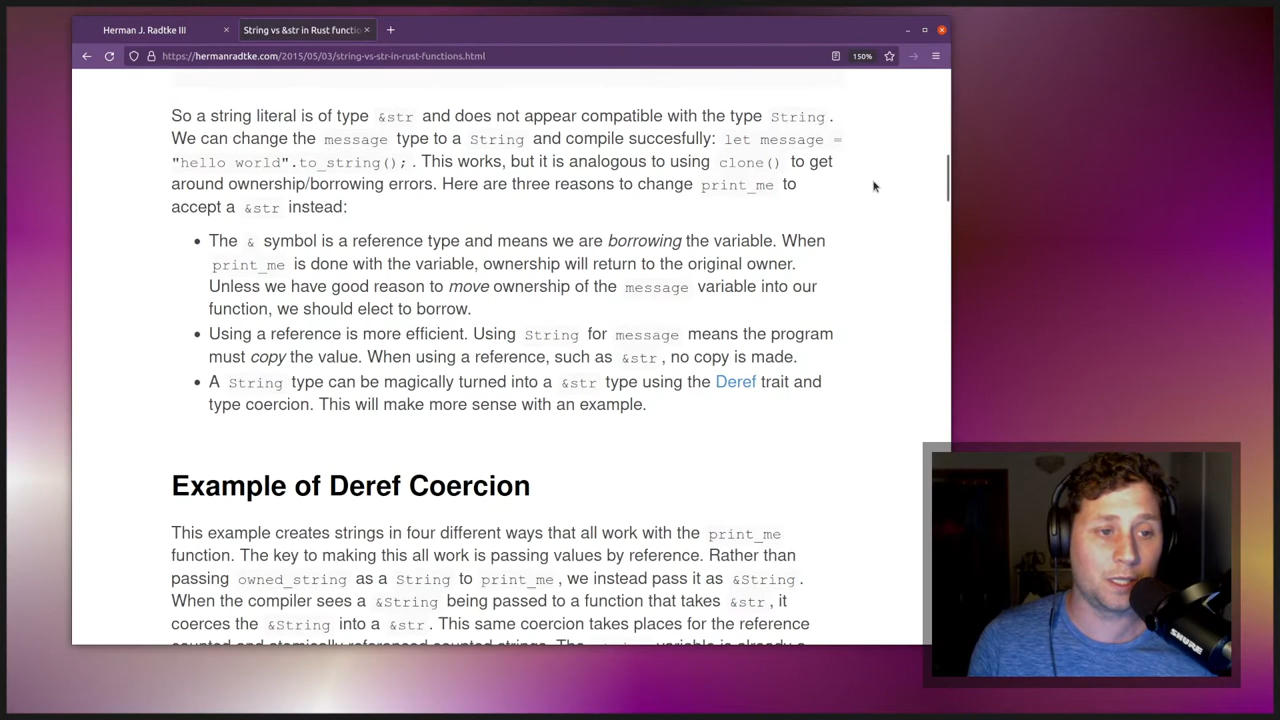 Herman J. Radtke III
String vs &str in Rust functio
https://hermanradtke.com/2015/05/03/string-vs-str-in-rust-functions.html
150%
So a string literal is of type &str and does not appear compatible with the type String.
We can change the message type to a String and compile succesfully: let message =
"hello world".to_string();. This works, but it is analogous to using clone() to get
around ownership/borrowing errors. Here are three reasons to change print_me to
accept a &str instead:
• The & symbol is a reference type and means we are borrowing the variable. When
print_me is done with the variable, ownership will return to the original owner.
Unless we have good reason to move ownership of the message variable into our
function, we should elect to borrow.
• Using a reference is more efficient. Using String for message means the program
must copy the value. When using a reference, such as &str, no copy is made.
• A String type can be magically turned into a &str type using the Deref trait and
type coercion. This will make more sense with an example.
Example of Deref Coercion
This example creates strings in four different ways that all work with the print_me
function. The key to making this all work is passing values by reference. Rather than
passing owned_string as a String to print_me, we instead pass it as &String.
When the compiler sees a &String being passed to a function that takes &str, it
coerces the &String into a &str. This same coercion takes places for the reference
counted and atomically referenced counted strings. The variable is already a
SHURE